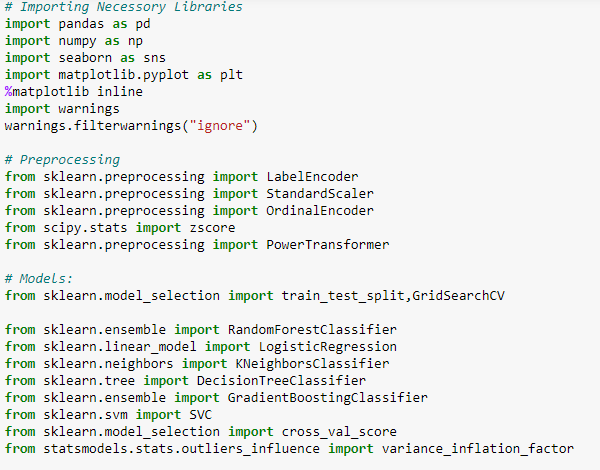 # Importing Necessary Libraries
import pandas as pd
import numpy as np
import seaborn as sns
import matplotlib.pyplot as plt
%matplotlib inline
import warnings
warnings.filterwarnings("ignore")
# Preprocessing
from sklearn.preprocessing import LabelEncoder
from sklearn.preprocessing import StandardScaler
from sklearn.preprocessing import OrdinalEncoder
from scipy.stats import zscore
from sklearn.preprocessing import PowerTransformer
# Models:
from sklearn.model_selection import train_test_split,GridSearchCV
from sklearn.ensemble import RandomForestClassifier
from sklearn.linear_model import LogisticRegression
from sklearn.neighbors import KNeighborsClassifier
from sklearn.tree import DecisionTreeClassifier
from sklearn.ensemble import GradientBoostingClassifier
from sklearn.svm import SVC
from sklearn.model_selection import cross_val_score
from statsmodels.stats.outliers_influence import variance_inflation_factor